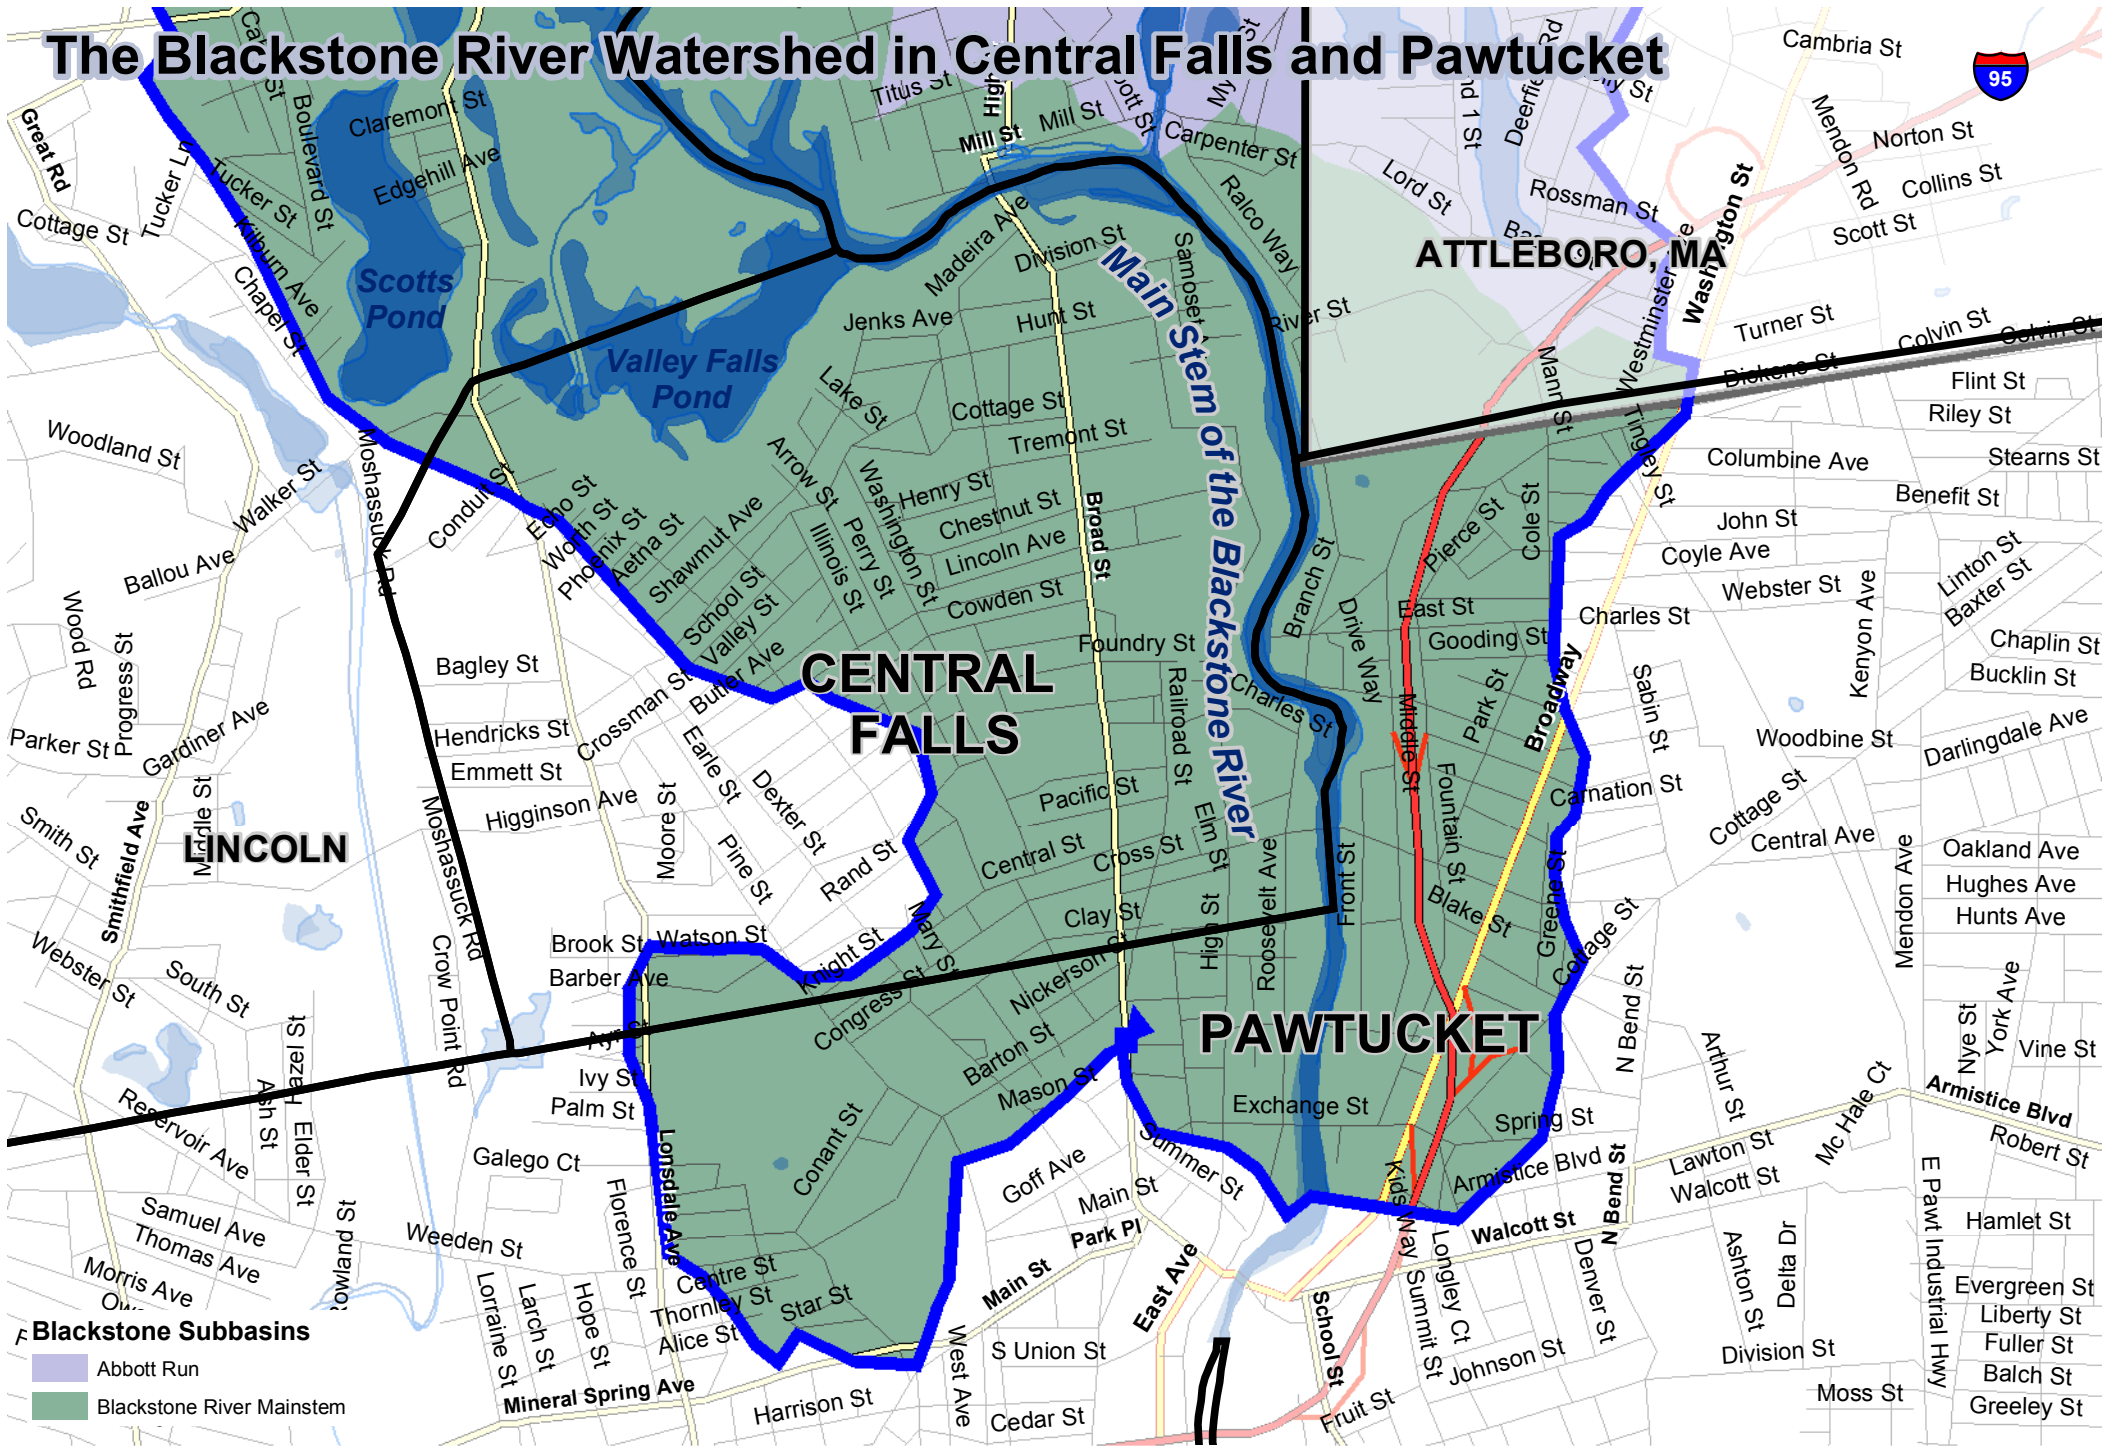 The Blackstone River Watershed in Central Falls and Pawtucket
95
Cambria St
Great Rd
Boulevard St
Claremont St
Titus St
Mill St
Mill St
Carpenter St
Mendon Rd
Norton St
Tucker Ln
Tucker St
Edgehill Ave
Lord St
Rossman St
Collins St
Cottage St
Kilburn Ave
Chapel St
Madeira Ave
Division St
Samoset
Ralco Way
Scott St
Washington St
ATTLEBORO, MA
Scotts
Pond
Jenks Ave
Hunt St
River St
Westminster
Turner St
Colvin St
Colvin St
Valley Falls
Pond
Main Stem of the Blackstone River
Mann St
Dickens St
Flint St
Riley St
Lake St
Cottage St
Tremont St
Tingley St
Woodland St
Walker St
Moshassuck Rd
Conduit St
Arrow St
Washington St
Henry St
Chestnut St
Lincoln Ave
Broad St
Columbine Ave
Stearns St
Benefit St
John St
Coyle Ave
Webster St
Echo St
Worth St
Phoenix St
Aetna St
Shawmut Ave
Illinois St
Perry St
Cowden St
Branch St
Pierce St
Cole St
Linton St
Baxter St
Ballou Ave
Wood Rd
Progress St
School St
Valley St
Butler Ave
Foundry St
Drive Way
East St
Gooding St
Charles St
Kenyon Ave
Chaplin St
Bucklin St
Bagley St
CENTRAL
FALLS
Railroad St
Charles St
Middle St
Park St
Broadway
Sabin St
Parker St
Gardiner Ave
Hendricks St
Crossman St
Emmett St
Higginson Ave
Earle St
Dexter St
Woodbine St
Darlingdale Ave
Smith St
Middle St
Smithfield Ave
LINCOLN
Moshassuck Rd
Moore St
Pine St
Rand St
Pacific St
Central St
Cross St
Elm St
Fountain St
Carnation St
Cottage St
Central Ave
Oakland Ave
Hughes Ave
Hunts Ave
Mendon Ave
Clay St
High St
Roosevelt Ave
Front St
Blake St
Greene St
Cottage St
Webster St
South St
Crow Point Rd
Brook St
Watson St
Barber Ave
Knight St
Mary St
Congress St
Nickerson St
N Bend St
Nye St
York Ave
Vine St
Hazel St
Ash St
Elder St
Ivy St
Palm St
Barton St
Mason St
PAWTUCKET
Arthur St
Mc Hale Ct
Armistice Blvd
Robert St
Reservoir Ave
Galego Ct
Lonsdale Ave
Conant St
Exchange St
Spring St
Armistice Blvd
N Bend St
Lawton St
Walcott St
Samuel Ave
Thomas Ave
Morris Ave
Rowland St
Weeden St
Florence St
Goff Ave
Main St
Summer St
Park Pl
Main St
East Ave
Kids Way
Longley Ct
Walcott St
Denver St
Ashton St
Delta Dr
E Pawt Industrial Hwy
Hamlet St
Evergreen St
Liberty St
Fuller St
Balch St
Greeley St
Centre St
Thornley St
Alice St
Star St
Lorraine St
Larch St
Hope St
Mineral Spring Ave
Harrison St
West Ave
S Union St
Cedar St
School St
Summit St
Johnson St
Fruit St
Division St
Moss St
Blackstone Subbasins
Abbott Run
Blackstone River Mainstem